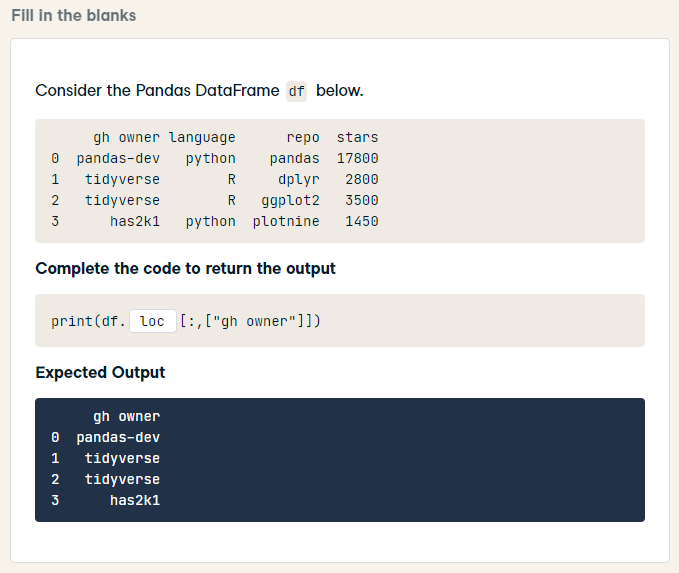 Fill in the blanks
Consider the Pandas DataFrame df below.
     gh owner language      repo  stars
0  pandas-dev   python    pandas  17800
1   tidyverse        R     dplyr   2800
2   tidyverse        R   ggplot2   3500
3      has2k1   python  plotnine   1450
Complete the code to return the output
print(df. loc [:,["gh owner"]])
Expected Output
     gh owner
0  pandas-dev
1   tidyverse
2   tidyverse
3      has2k1